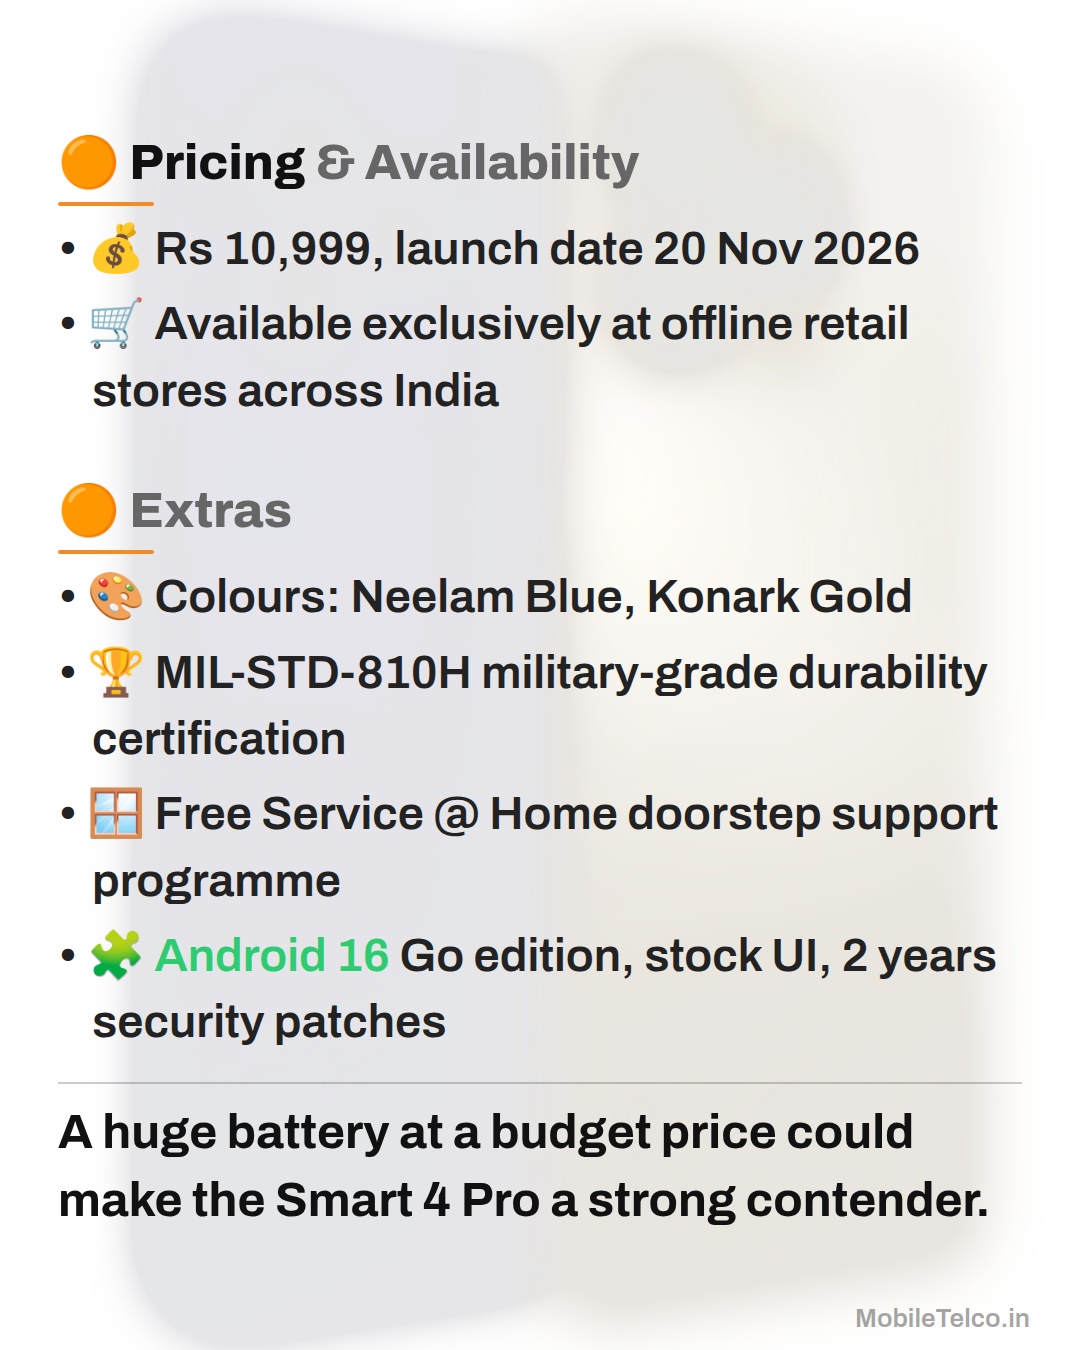 🟠 Pricing & Availability
• 💰 Rs 10,999, launch date 20 Nov 2026
• 🛒 Available exclusively at offline retail
stores across India
🟠 Extras
• 🎨 Colours: Neelam Blue, Konark Gold
• 🏆 MIL-STD-810H military-grade durability
certification
• 🪟 Free Service @ Home doorstep support
programme
• 🧩 Android 16 Go edition, stock UI, 2 years
security patches
A huge battery at a budget price could
make the Smart 4 Pro a strong contender.
MobileTelco.in